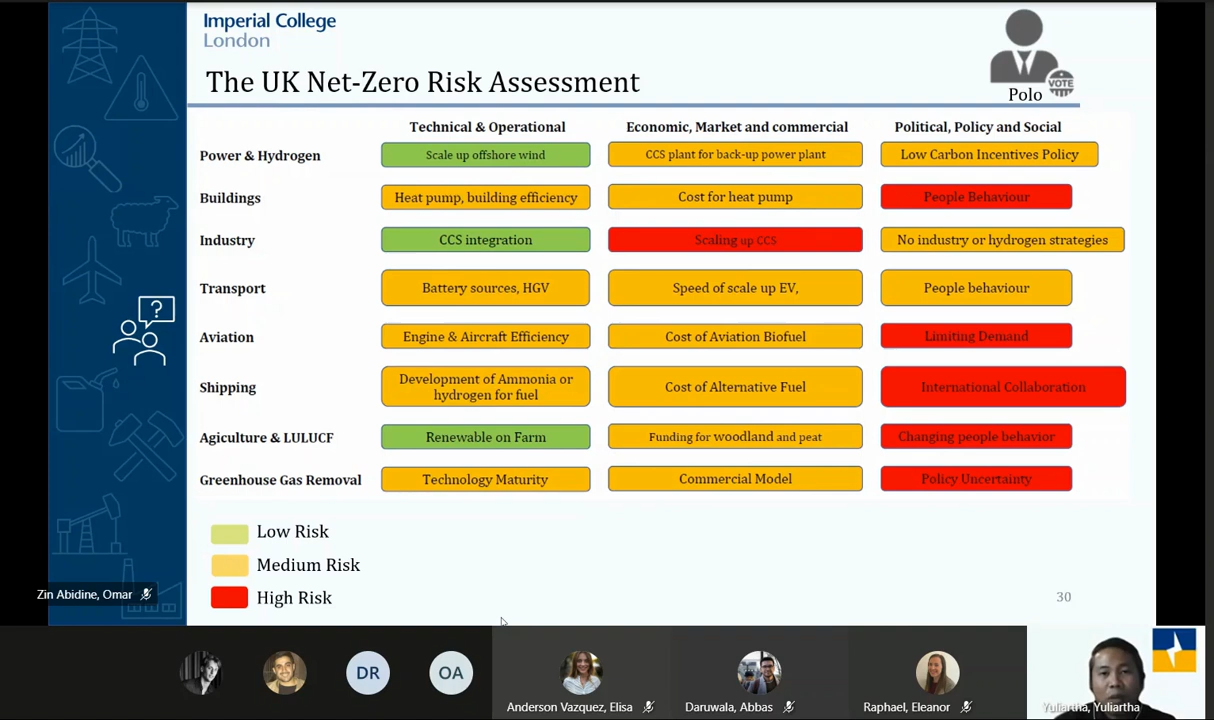 Imperial College
London
The UK Net-Zero Risk Assessment
VOTE
Polo
Technical & Operational Economic, Market and commercial Political, Policy and Social
Power & Hydrogen Scale up offshore wind CCS plant for back-up power plant Low Carbon Incentives Policy
Buildings Heat pump, building efficiency Cost for heat pump People Behaviour
Industry CCS integration Scaling up CCS No industry or hydrogen strategies
Transport Battery sources, HGV Speed of scale up EV, People behaviour
Aviation Engine & Aircraft Efficiency Cost of Aviation Biofuel Limiting Demand
Shipping Development of Ammonia or hydrogen for fuel Cost of Alternative Fuel International Collaboration
Agiculture & LULUCF Renewable on Farm Funding for woodland and peat Changing people behavior
Greenhouse Gas Removal Technology Maturity Commercial Model Policy Uncertainty
Low Risk
Medium Risk
High Risk
30
?
Zin Abidine, Omar
DR
OA
Anderson Vazquez, Elisa
Daruwala, Abbas
Raphael, Eleanor
Yuliartha, Yuliartha